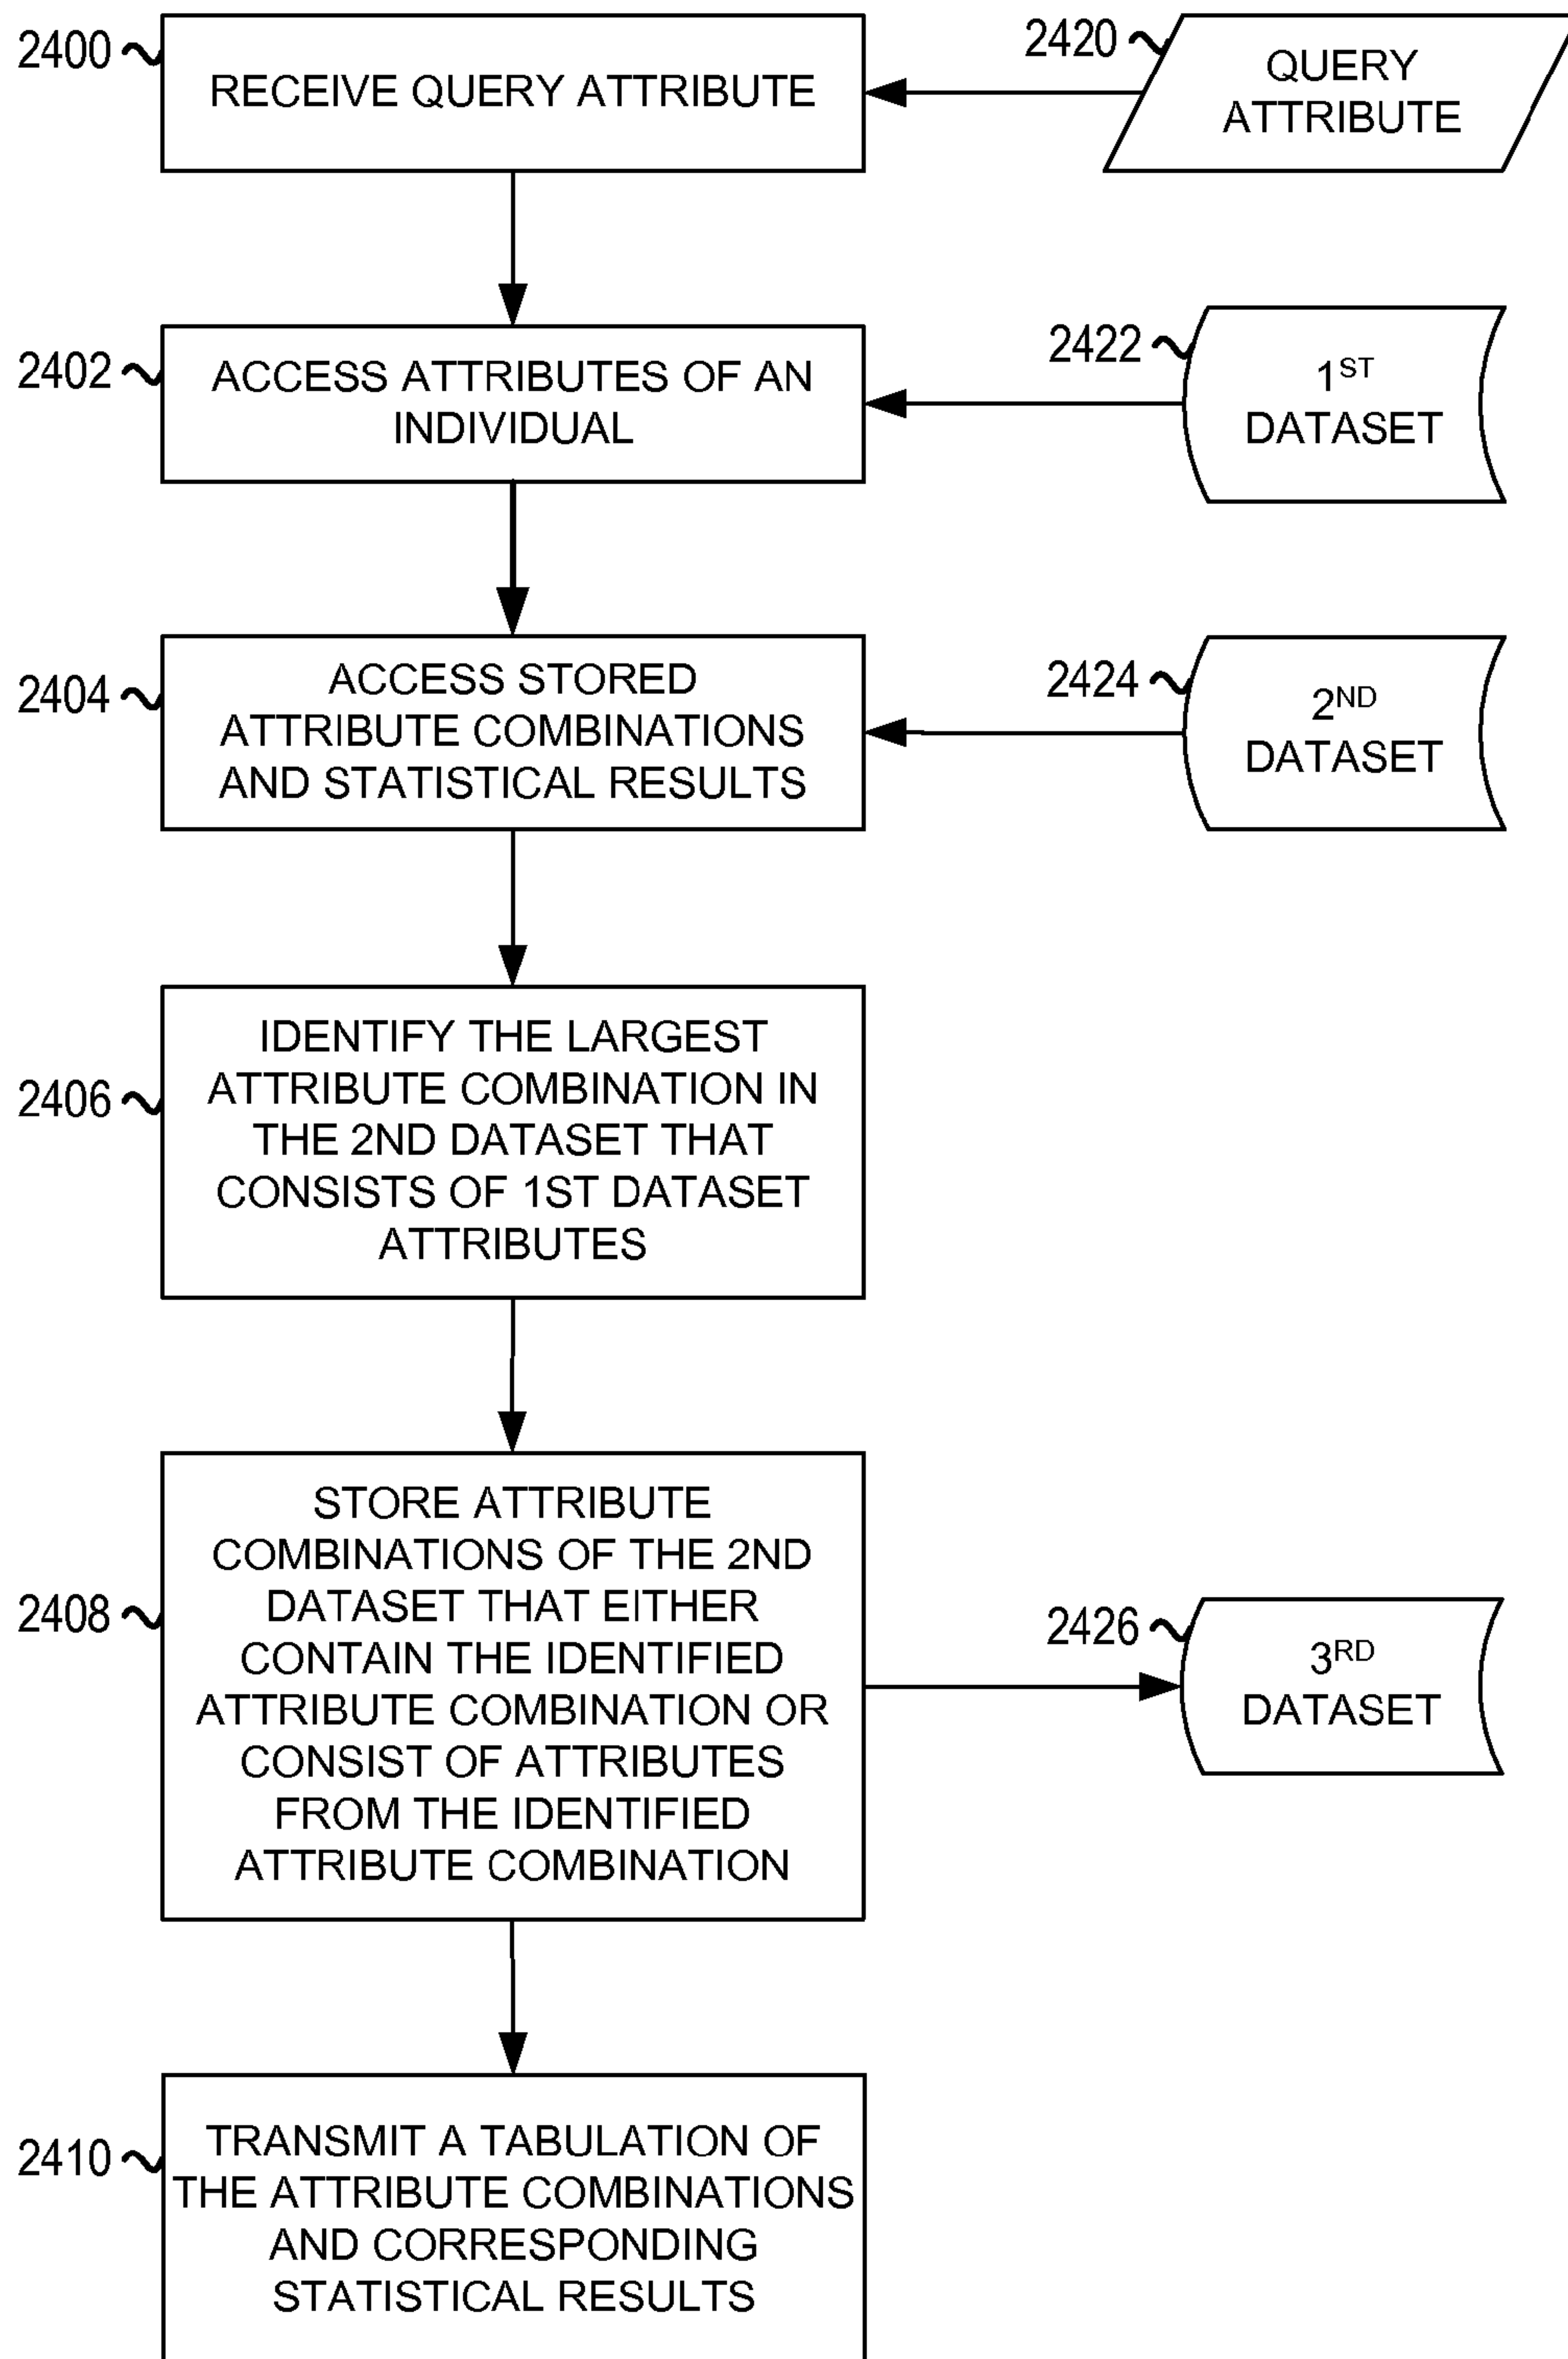 2400
RECEIVE QUERY ATTRIBUTE
2420
QUERY
ATTRIBUTE
2402
ACCESS ATTRIBUTES OF AN
INDIVIDUAL
2422
1ST
DATASET
2404
ACCESS STORED
ATTRIBUTE COMBINATIONS
AND STATISTICAL RESULTS
2424
2ND
DATASET
2406
IDENTIFY THE LARGEST
ATTRIBUTE COMBINATION IN
THE 2ND DATASET THAT
CONSISTS OF 1ST DATASET
ATTRIBUTES
2408
STORE ATTRIBUTE
COMBINATIONS OF THE 2ND
DATASET THAT EITHER
CONTAIN THE IDENTIFIED
ATTRIBUTE COMBINATION OR
CONSIST OF ATTRIBUTES
FROM THE IDENTIFIED
ATTRIBUTE COMBINATION
2426
3RD
DATASET
2410
TRANSMIT A TABULATION OF
THE ATTRIBUTE COMBINATIONS
AND CORRESPONDING
STATISTICAL RESULTS